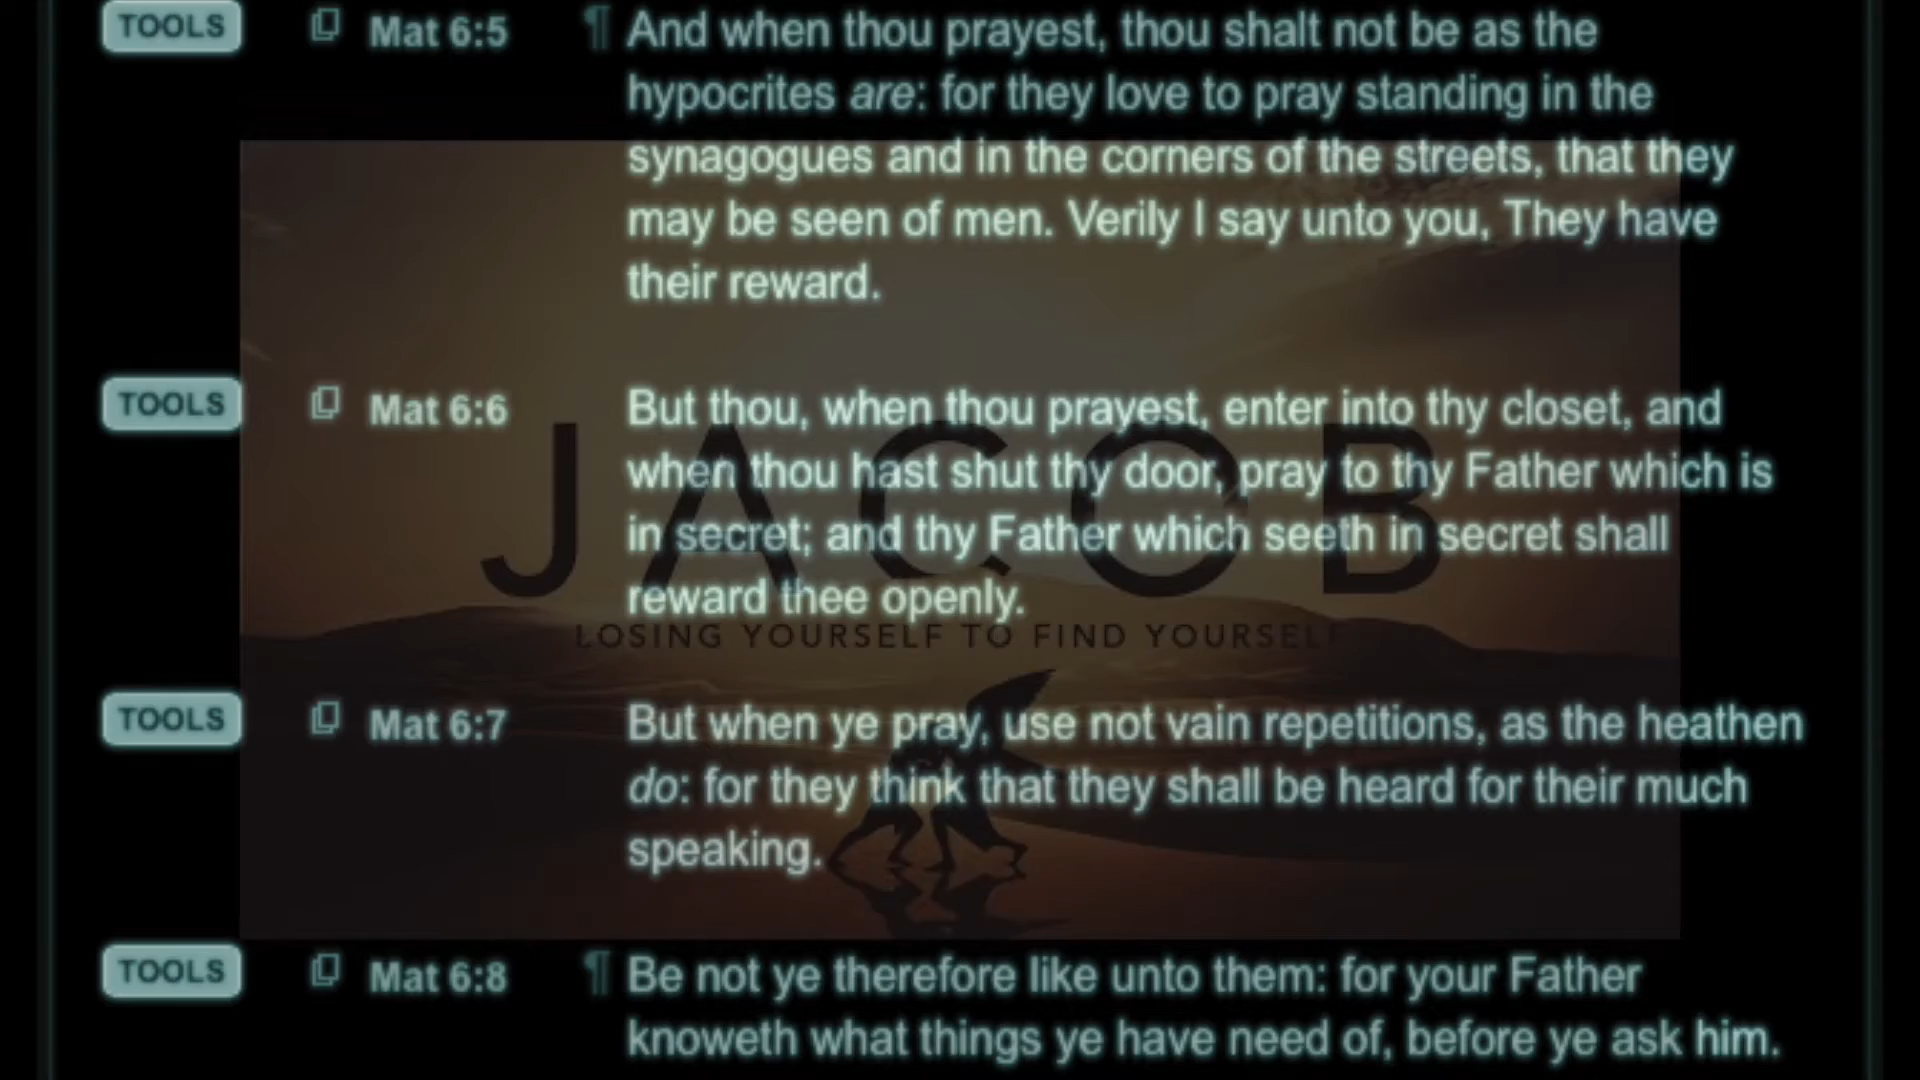 TOOLS Mat 6:5 ¶ And when thou prayest, thou shalt not be as the
hypocrites are: for they love to pray standing in the
synagogues and in the corners of the streets, that they
may be seen of men. Verily I say unto you, They have
their reward.
TOOLS Mat 6:6 But thou, when thou prayest, enter into thy closet, and
when thou hast shut thy door, pray to thy Father which is
in secret; and thy Father which seeth in secret shall
reward thee openly.
JACOB
LOSING YOURSELF TO FIND YOURSELF
TOOLS Mat 6:7 But when ye pray, use not vain repetitions, as the heathen
do: for they think that they shall be heard for their much
speaking.
TOOLS Mat 6:8 ¶ Be not ye therefore like unto them: for your Father
knoweth what things ye have need of, before ye ask him.